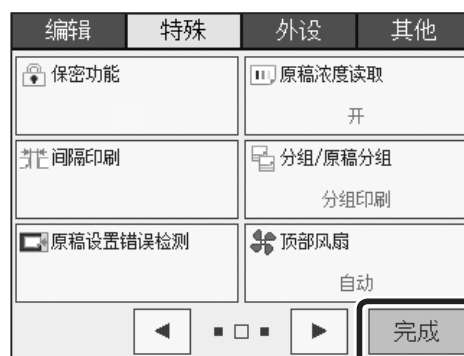 编辑 特殊 外设 其他
保密功能 原稿浓度读取
开
间隔印刷 分组/原稿分组
分组印刷
原稿设置错误检测 顶部风扇
自动
完成